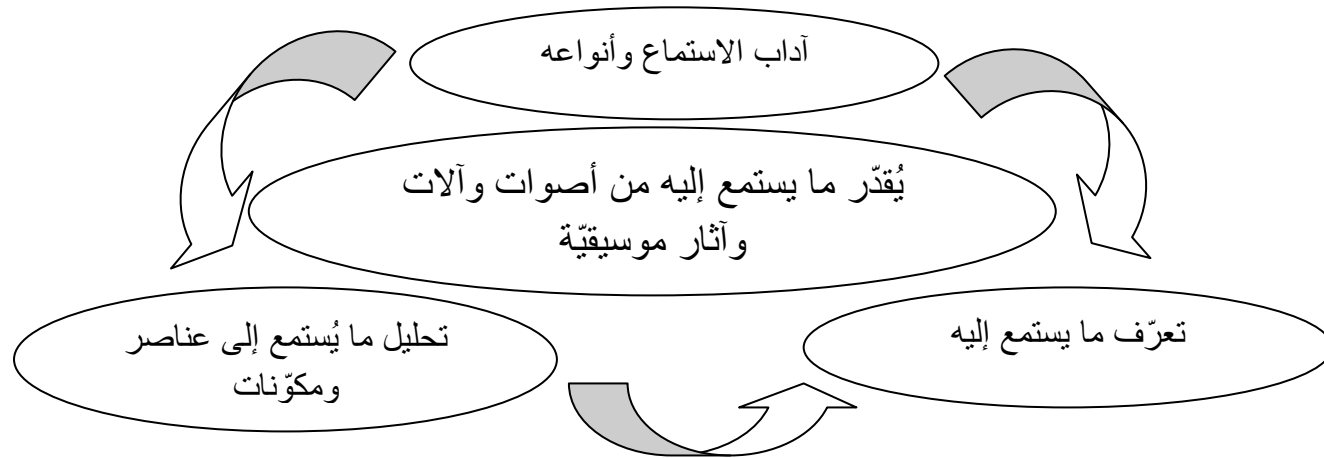 آداب الاستماع وأنواعه
يُقدّر ما يستمع إليه من أصوات وآلات
وآثار موسيقيّة
تعرّف ما يستمع إليه
تحليل ما يُستمع إلى عناصر
ومكوّنات